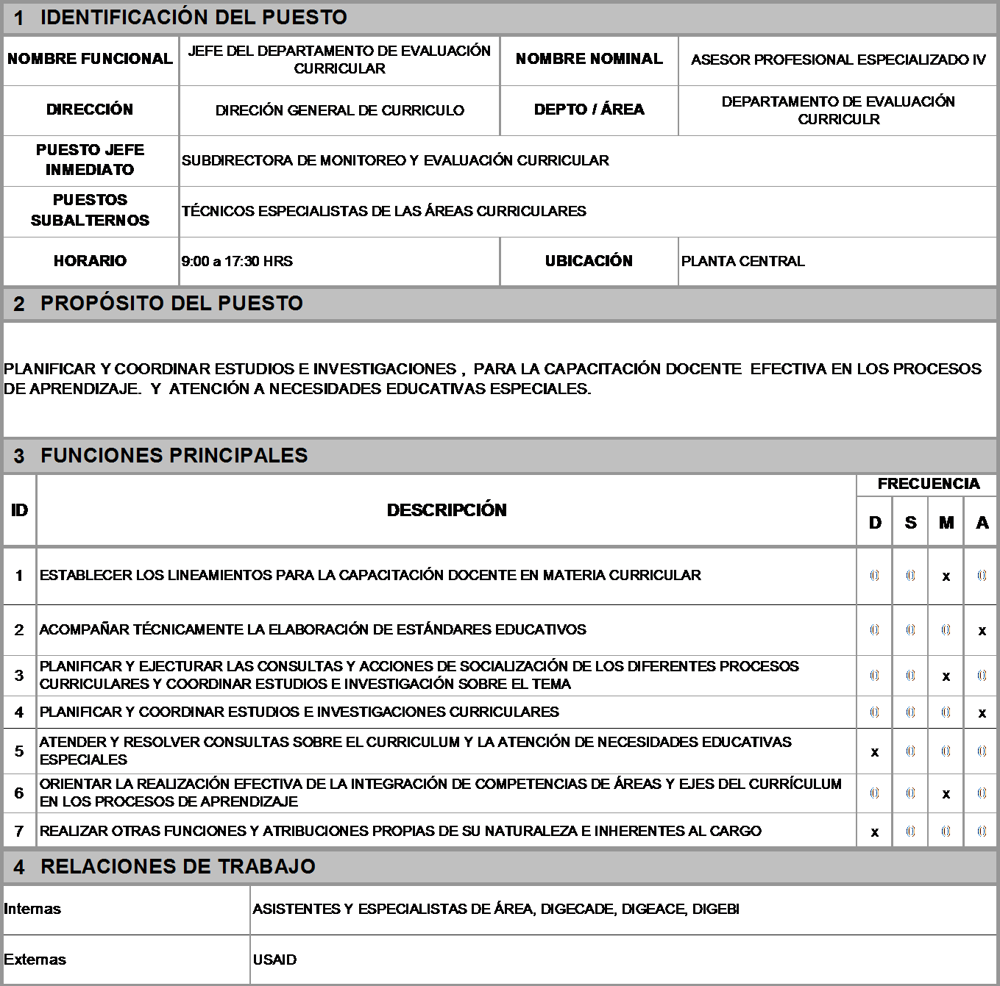 1 IDENTIFICACIÓN DEL PUESTO
NOMBRE FUNCIONAL
JEFE DEL DEPARTAMENTO DE EVALUACIÓN
CURRICULAR
NOMBRE NOMINAL
ASESOR PROFESIONAL ESPECIALIZADO IV
DIRECCIÓN
DIRECIÓN GENERAL DE CURRICULO
DEPTO / ÁREA
DEPARTAMENTO DE EVALUACIÓN
CURRICULR
PUESTO JEFE
INMEDIATO
SUBDIRECTORA DE MONITOREO Y EVALUACIÓN CURRICULAR
PUESTOS
SUBALTERNOS
TÉCNICOS ESPECIALISTAS DE LAS ÁREAS CURRICULARES
HORARIO
9:00 a 17:30 HRS
UBICACIÓN
PLANTA CENTRAL
2 PROPÓSITO DEL PUESTO
PLANIFICAR Y COORDINAR ESTUDIOS E INVESTIGACIONES , PARA LA CAPACITACIÓN DOCENTE EFECTIVA EN LOS PROCESOS
DE APRENDIZAJE. Y ATENCIÓN A NECESIDADES EDUCATIVAS ESPECIALES.
3 FUNCIONES PRINCIPALES
ID
DESCRIPCIÓN
FRECUENCIA
D S M A
1 ESTABLECER LOS LINEAMIENTOS PARA LA CAPACITACIÓN DOCENTE EN MATERIA CURRICULAR 0 0 x 0
2 ACOMPAÑAR TÉCNICAMENTE LA ELABORACIÓN DE ESTÁNDARES EDUCATIVOS 0 0 0 x
3 PLANIFICAR Y EJECTURAR LAS CONSULTAS Y ACCIONES DE SOCIALIZACIÓN DE LOS DIFERENTES PROCESOS
CURRICULARES Y COORDINAR ESTUDIOS E INVESTIGACIÓN SOBRE EL TEMA 0 0 x 0
4 PLANIFICAR Y COORDINAR ESTUDIOS E INVESTIGACIONES CURRICULARES 0 0 0 x
5 ATENDER Y RESOLVER CONSULTAS SOBRE EL CURRICULUM Y LA ATENCIÓN DE NECESIDADES EDUCATIVAS
ESPECIALES x 0 0 0
6 ORIENTAR LA REALIZACIÓN EFECTIVA DE LA INTEGRACIÓN DE COMPETENCIAS DE ÁREAS Y EJES DEL CURRÍCULUM
EN LOS PROCESOS DE APRENDIZAJE 0 0 x 0
7 REALIZAR OTRAS FUNCIONES Y ATRIBUCIONES PROPIAS DE SU NATURALEZA E INHERENTES AL CARGO x 0 0 0
4 RELACIONES DE TRABAJO
Internas
ASISTENTES Y ESPECIALISTAS DE ÁREA, DIGECADE, DIGEACE, DIGEBI
Externas
USAID